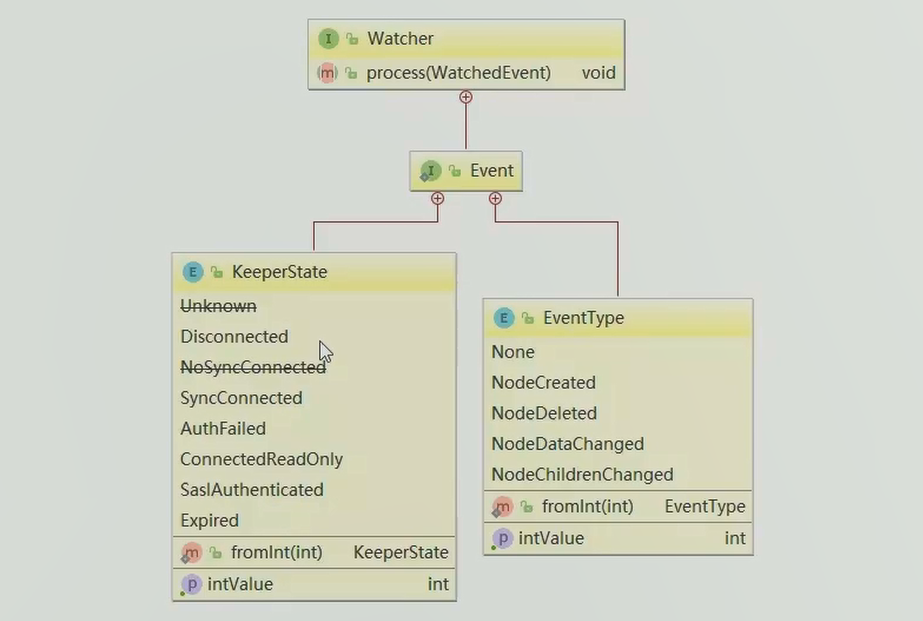 I Watcher
m process(WatchedEvent) void
I Event
E KeeperState
Unknown
Disconnected
NoSyncConnected
SyncConnected
AuthFailed
ConnectedReadOnly
SaslAuthenticated
Expired
m fromInt(int) KeeperState
p intValue int
E EventType
None
NodeCreated
NodeDeleted
NodeDataChanged
NodeChildrenChanged
m fromInt(int) EventType
p intValue int